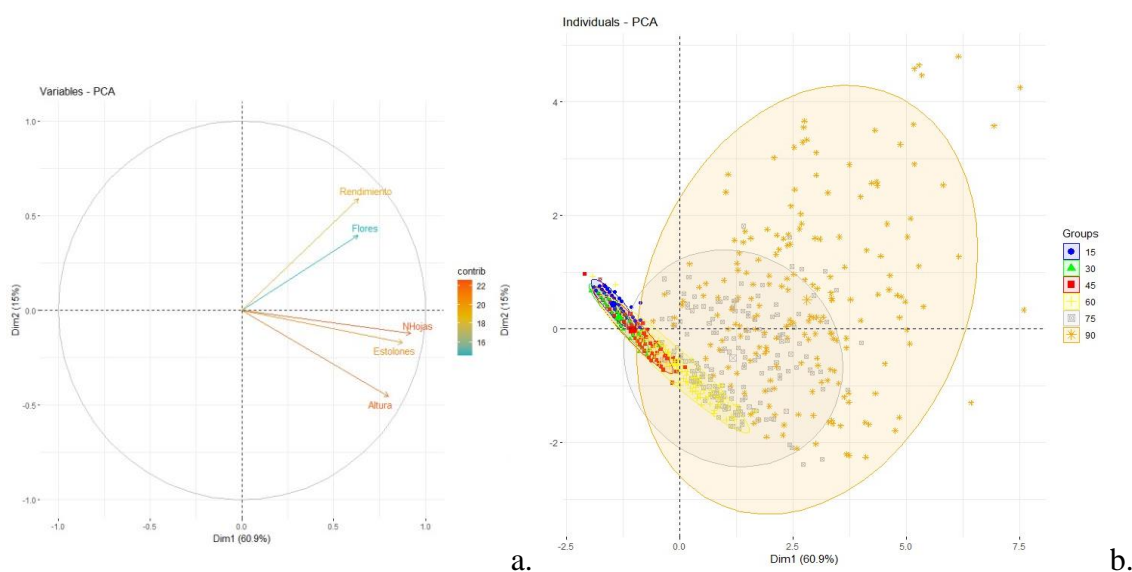 Variables - PCA
1.0
0.5
0.0
-0.5
-1.0
Dim2 (15%)
-1.0
-0.5
0.0
0.5
1.0
Dim1 (60.9%)
Rendimiento
Flores
NHojas
Estolones
Altura
contrib
22
20
18
16
a.
Individuals - PCA
Dim2 (15%)
4
2
0
-2
-2.5
0.0
2.5
5.0
7.5
Dim1 (60.9%)
Groups
15
30
45
60
75
90
b.